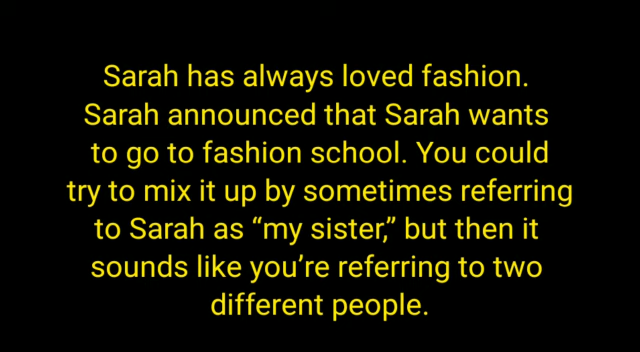 Sarah has always loved fashion.
Sarah announced that Sarah wants
to go to fashion school. You could
try to mix it up by sometimes referring
to Sarah as “my sister,” but then it
sounds like you’re referring to two
different people.